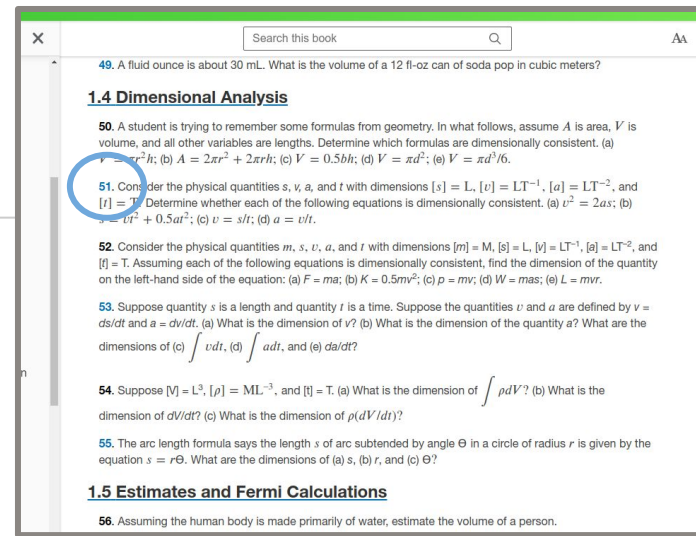 × Search this book AA
49. A fluid ounce is about 30 mL. What is the volume of a 12 fl-oz can of soda pop in cubic meters?
1.4 Dimensional Analysis
50. A student is trying to remember some formulas from geometry. In what follows, assume A is area, V is
volume, and all other variables are lengths. Determine which formulas are dimensionally consistent. (a)
V = πr²h; (b) A = 2πr² + 2πrh; (c) V = 0.5bh; (d) V = πd²; (e) V = πd³/6.
51. Consider the physical quantities s, v, a, and t with dimensions [s] = L, [v] = LT⁻¹, [a] = LT⁻², and
[t] = T. Determine whether each of the following equations is dimensionally consistent. (a) v² = 2as; (b)
s = vt² + 0.5at²; (c) v = s/t; (d) a = v/t.
52. Consider the physical quantities m, s, v, a, and t with dimensions [m] = M, [s] = L, [v] = LT⁻¹, [a] = LT⁻², and
[t] = T. Assuming each of the following equations is dimensionally consistent, find the dimension of the quantity
on the left-hand side of the equation: (a) F = ma; (b) K = 0.5mv²; (c) p = mv; (d) W = mas; (e) L = mvr.
53. Suppose quantity s is a length and quantity t is a time. Suppose the quantities v and a are defined by v =
ds/dt and a = dv/dt. (a) What is the dimension of v? (b) What is the dimension of the quantity a? What are the
dimensions of (c) ∫ vdt, (d) ∫ adt, and (e) da/dt?
n
54. Suppose [V] = L³, [ρ] = ML⁻³, and [t] = T. (a) What is the dimension of ∫ ρdV? (b) What is the
dimension of dV/dt? (c) What is the dimension of ρ(dV/dt)?
55. The arc length formula says the length s of arc subtended by angle Θ in a circle of radius r is given by the
equation s = rΘ. What are the dimensions of (a) s, (b) r, and (c) Θ?
1.5 Estimates and Fermi Calculations
56. Assuming the human body is made primarily of water, estimate the volume of a person.